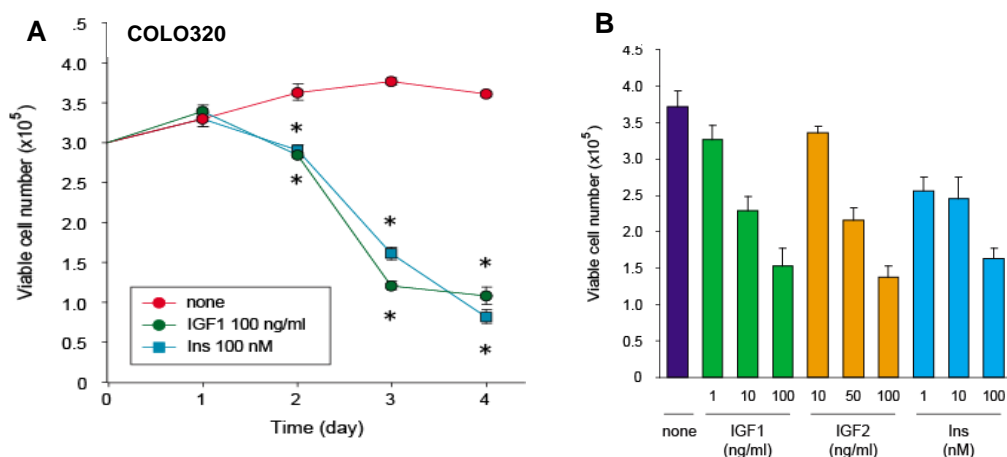 A
COLO320
.5
4.0
3.5
3.0
2.5
2.0
1.5
1.0
0.5
0
Viable cell number (x10⁵)
*
*
*
*
*
*
none
IGF1 100 ng/ml
Ins 100 nM
0 1 2 3 4
Time (day)
B
4.5
4.0
3.5
3.0
2.5
2.0
1.5
1.0
0.5
0
Viable cell number (x10⁵)
1 10 100 10 50 100 1 10 100
none IGF1 IGF2 Ins
(ng/ml) (ng/ml) (nM)